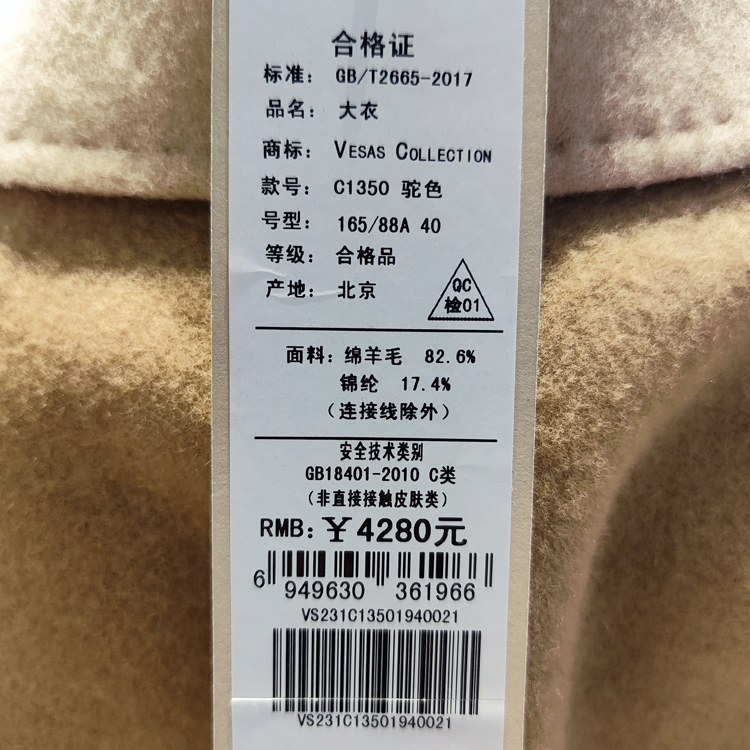 合格证
标准：GB/T2665-2017
品名：大衣
商标：VESAS COLLECTION
款号：C1350 驼色
号型：165/88A 40
等级：合格品
产地：北京
QC
检01
面料：绵羊毛 82.6%
锦纶 17.4%
（连接线除外）
安全技术类别
GB18401-2010 C类
（非直接接触皮肤类）
RMB：￥4280元
6 949630 361966
VS231C13501940021
VS231C13501940021